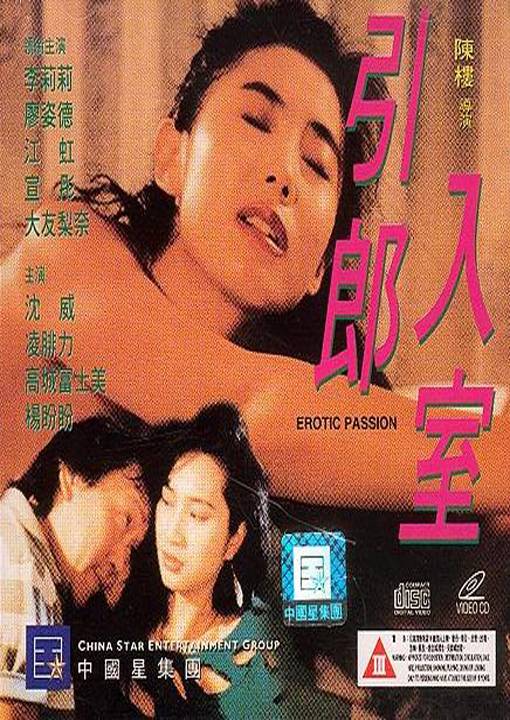 領銜主演
李莉莉
廖姿德
江虹
宣彤
大友梨奈
主演
沈威
凌腓力
高城富士美
楊盼盼
引郎入室
陳樓 導演
EROTIC PASSION
中國星集團
CHINA STAR ENTERTAINMENT GROUP
中國星集團
COMPACT
disc
DIGITAL VIDEO
VIDEO CD
III